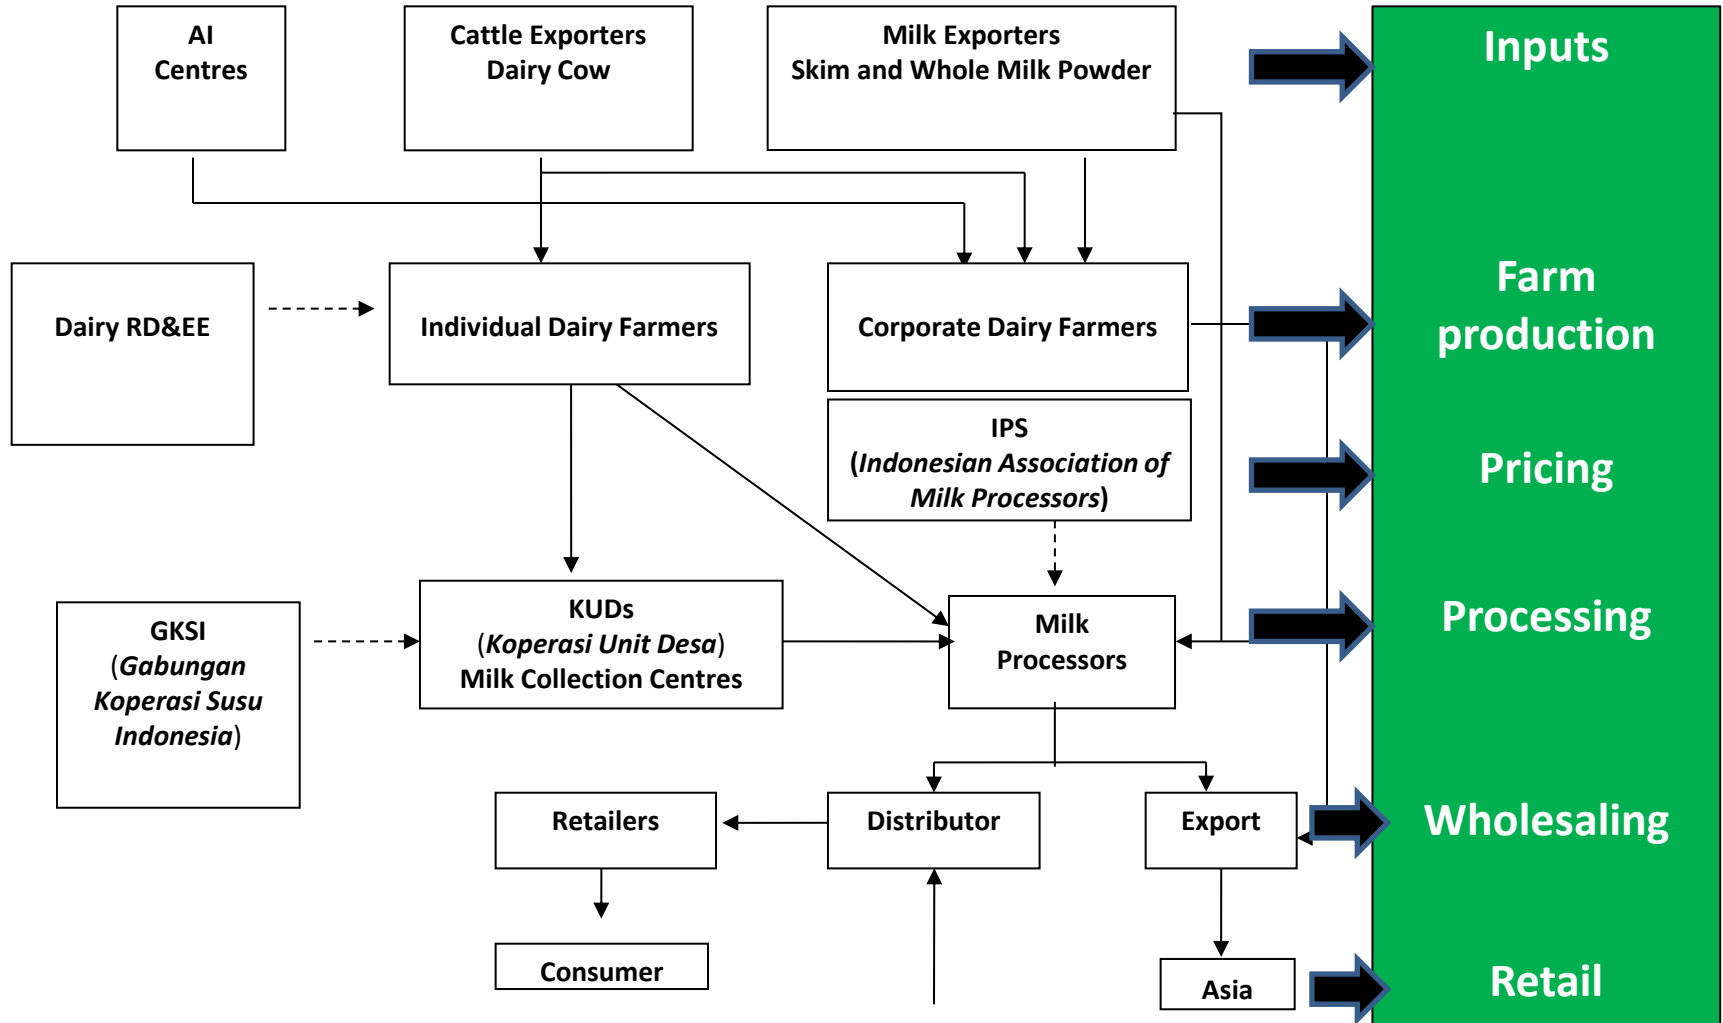 AI
Centres
Cattle Exporters
Dairy Cow
Milk Exporters
Skim and Whole Milk Powder
Inputs
Dairy RD&EE
Individual Dairy Farmers
Corporate Dairy Farmers
Farm
production
IPS
(Indonesian Association of
Milk Processors)
Pricing
GKSI
(Gabungan
Koperasi Susu
Indonesia)
KUDs
(Koperasi Unit Desa)
Milk Collection Centres
Milk
Processors
Processing
Retailers
Distributor
Export
Wholesaling
Consumer
Asia
Retail